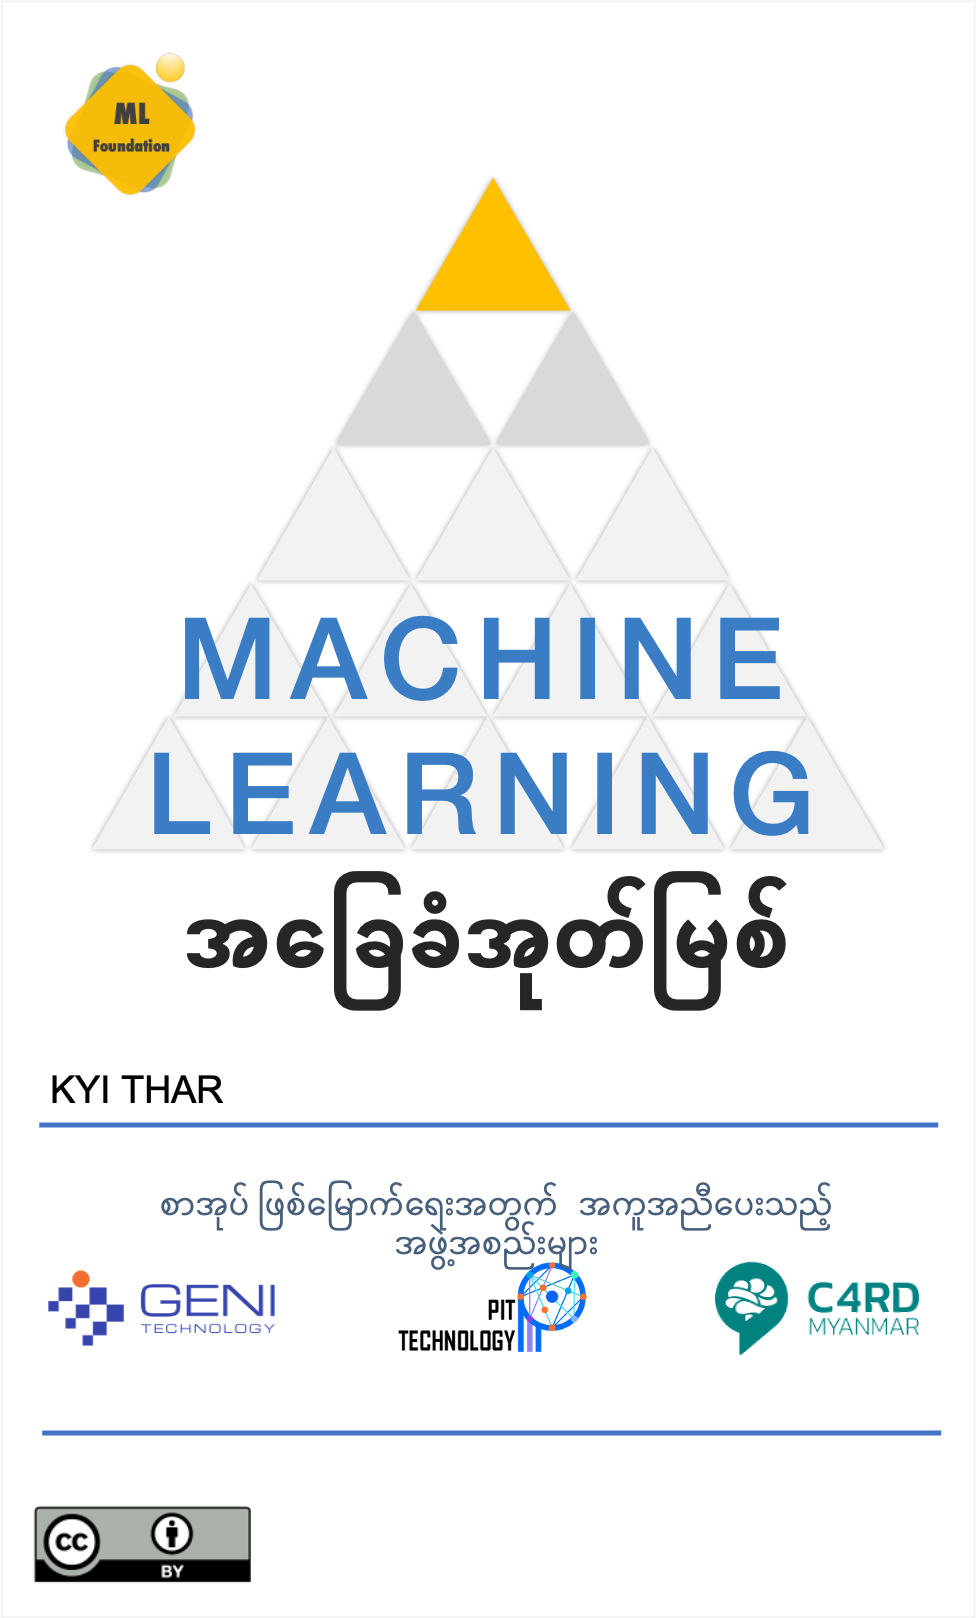 ML
Foundation
MACHINE
LEARNING
အခြေခံအုတ်မြစ်
KYI THAR
စာအုပ် ဖြစ်မြောက်ရေးအတွက် အကူအညီပေးသည့်
အဖွဲ့အစည်းများ
GENI
TECHNOLOGY
PIT
TECHNOLOGY
C4RD
MYANMAR
cc
BY